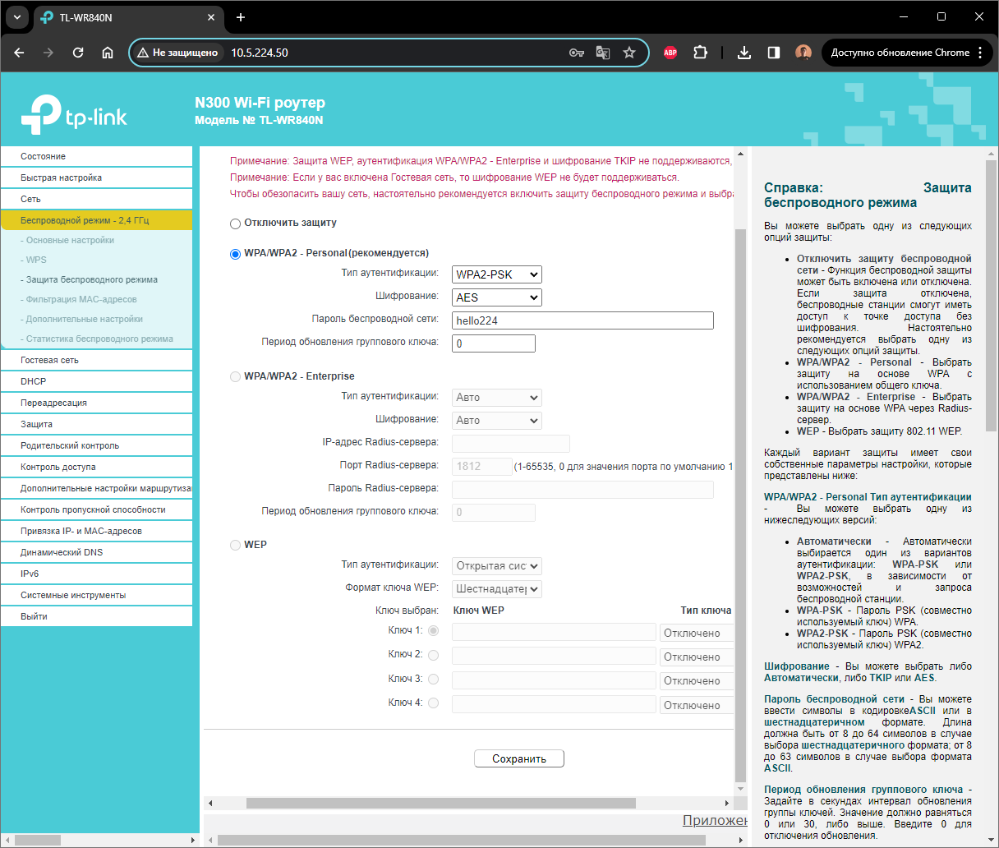 TL-WR840N
Не защищено
10.5.224.50
ABP
Доступно обновление Chrome
tp-link
N300 Wi-Fi роутер
Модель № TL-WR840N
Состояние
Быстрая настройка
Сеть
Беспроводной режим - 2,4 ГГц
- Основные настройки
- WPS
- Защита беспроводного режима
- Фильтрация MAC-адресов
- Дополнительные настройки
- Статистика беспроводного режима
Гостевая сеть
DHCP
Переадресация
Защита
Родительский контроль
Контроль доступа
Дополнительные настройки маршрутиза
Контроль пропускной способности
Привязка IP- и MAC-адресов
Динамический DNS
IPv6
Системные инструменты
Выйти
Примечание: Защита WEP, аутентификация WPA/WPA2 - Enterprise и шифрование TKIP не поддерживаются,
Примечание: Если у вас включена Гостевая сеть, то шифрование WEP не будет поддерживаться.
Чтобы обезопасить вашу сеть, настоятельно рекомендуется включить защиту беспроводного режима и выбра
Отключить защиту
WPA/WPA2 - Personal(рекомендуется)
Тип аутентификации: WPA2-PSK
Шифрование: AES
Пароль беспроводной сети: hello224
Период обновления группового ключа: 0
WPA/WPA2 - Enterprise
Тип аутентификации: Авто
Шифрование: Авто
IP-адрес Radius-сервера:
Порт Radius-сервера: 1812 (1-65535, 0 для значения порта по умолчанию 1
Пароль Radius-сервера:
Период обновления группового ключа: 0
WEP
Тип аутентификации: Открытая сис
Формат ключа WEP: Шестнадцатер
Ключ выбран: Ключ WEP Тип ключа
Ключ 1: Отключено
Ключ 2: Отключено
Ключ 3: Отключено
Ключ 4: Отключено
Сохранить
Приложен
Справка: Защита
беспроводного режима
Вы можете выбрать одну из следующих
опций защиты:
• Отключить защиту беспроводной
сети - Функция беспроводной защиты
может быть включена или отключена.
Если защита отключена,
беспроводные станции смогут иметь
доступ к точке доступа без
шифрования. Настоятельно
рекомендуется выбрать одну из
следующих опций защиты.
• WPA/WPA2 - Personal - Выбрать
защиту на основе WPA с
использованием общего ключа.
• WPA/WPA2 - Enterprise - Выбрать
защиту на основе WPA через Radius-
сервер.
• WEP - Выбрать защиту 802.11 WEP.
Каждый вариант защиты имеет свои
собственные параметры настройки, которые
представлены ниже:
WPA/WPA2 - Personal Тип аутентификации
- Вы можете выбрать одну из
нижеследующих версий:
• Автоматически - Автоматически
выбирается один из вариантов
аутентификации: WPA-PSK или
WPA2-PSK, в зависимости от
возможностей и запроса
беспроводной станции.
• WPA-PSK - Пароль PSK (совместно
используемый ключ) WPA.
• WPA2-PSK - Пароль PSK (совместно
используемый ключ) WPA2.
Шифрование - Вы можете выбрать либо
Автоматически, либо TKIP или AES.
Пароль беспроводной сети - Вы можете
ввести символы в кодировкеASCII или в
шестнадцатеричном формате. Длина
должна быть от 8 до 64 символов в случае
выбора шестнадцатеричного формата; от 8
до 63 символов в случае выбора формата
ASCII.
Период обновления группового ключа -
Задайте в секундах интервал обновления
группы ключей. Значение должно равняться
0 или 30, либо выше. Введите 0 для
отключения обновления.